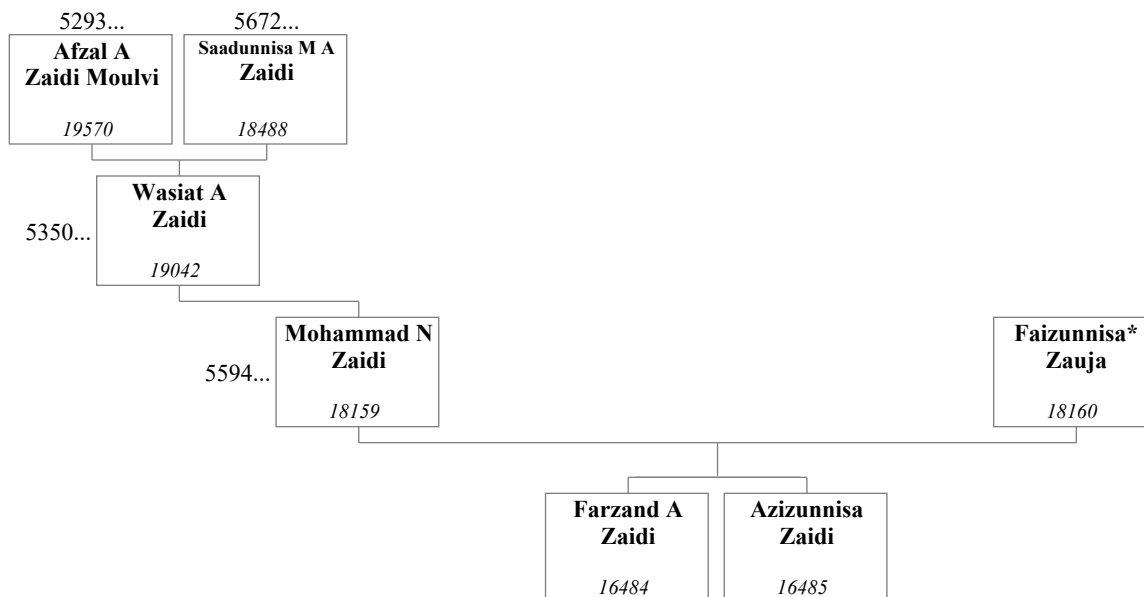 5293...
5672...
Afzal A
Zaidi Moulvi
19570
Saadunnisa M A
Zaidi
18488
5350...
Wasiat A
Zaidi
19042
5594...
Mohammad N
Zaidi
18159
Faizunnisa*
Zauja
18160
Farzand A
Zaidi
16484
Azizunnisa
Zaidi
16485